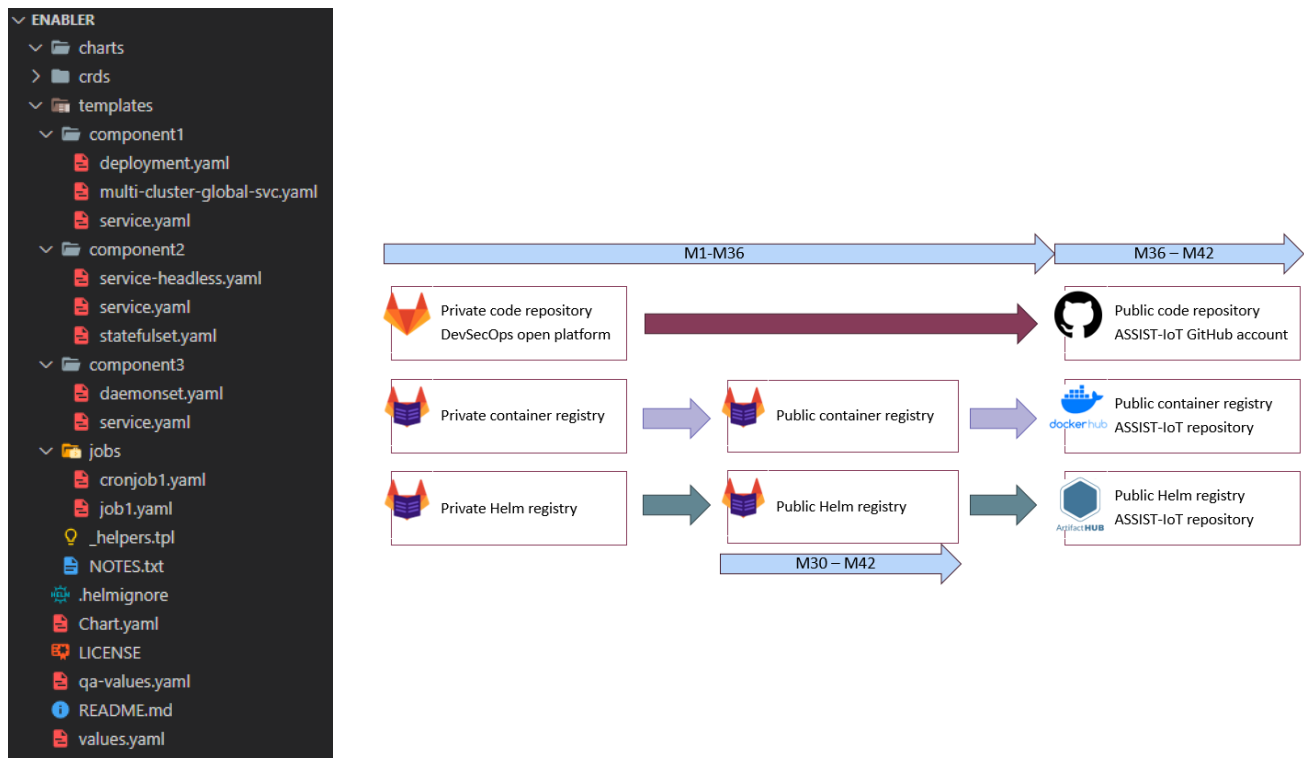 ENABLER
charts
crds
templates
component1
deployment.yaml
multi-cluster-global-svc.yaml
service.yaml
component2
service-headless.yaml
service.yaml
statefulset.yaml
component3
daemonset.yaml
service.yaml
jobs
cronjob1.yaml
job1.yaml
_helpers.tpl
NOTES.txt
HELM
.helmignore
Chart.yaml
LICENSE
qa-values.yaml
README.md
values.yaml
M1-M36
M36 – M42
Private code repository
DevSecOps open platform
Public code repository
ASSIST-IoT GitHub account
Private container registry
Public container registry
dockerhub
Public container registry
ASSIST-IoT repository
Private Helm registry
Public Helm registry
Artifact HUB
Public Helm registry
ASSIST-IoT repository
M30 – M42